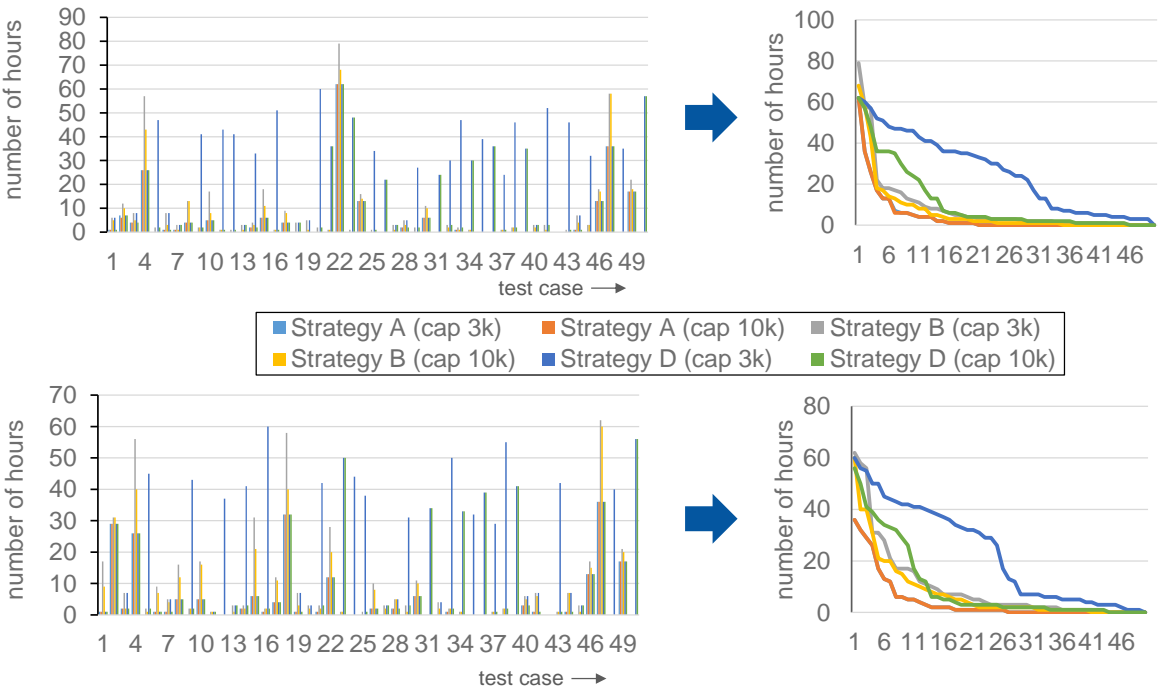 number of hours
90
80
70
60
50
40
30
20
10
0
1 4 7 10 13 16 19 22 25 28 31 34 37 40 43 46 49
test case
number of hours
100
80
60
40
20
0
1 6 11 16 21 26 31 36 41 46
Strategy A (cap 3k) Strategy A (cap 10k) Strategy B (cap 3k)
Strategy B (cap 10k) Strategy D (cap 3k) Strategy D (cap 10k)
number of hours
70
60
50
40
30
20
10
0
1 4 7 10 13 16 19 22 25 28 31 34 37 40 43 46 49
test case
number of hours
80
60
40
20
0
1 6 11 16 21 26 31 36 41 46